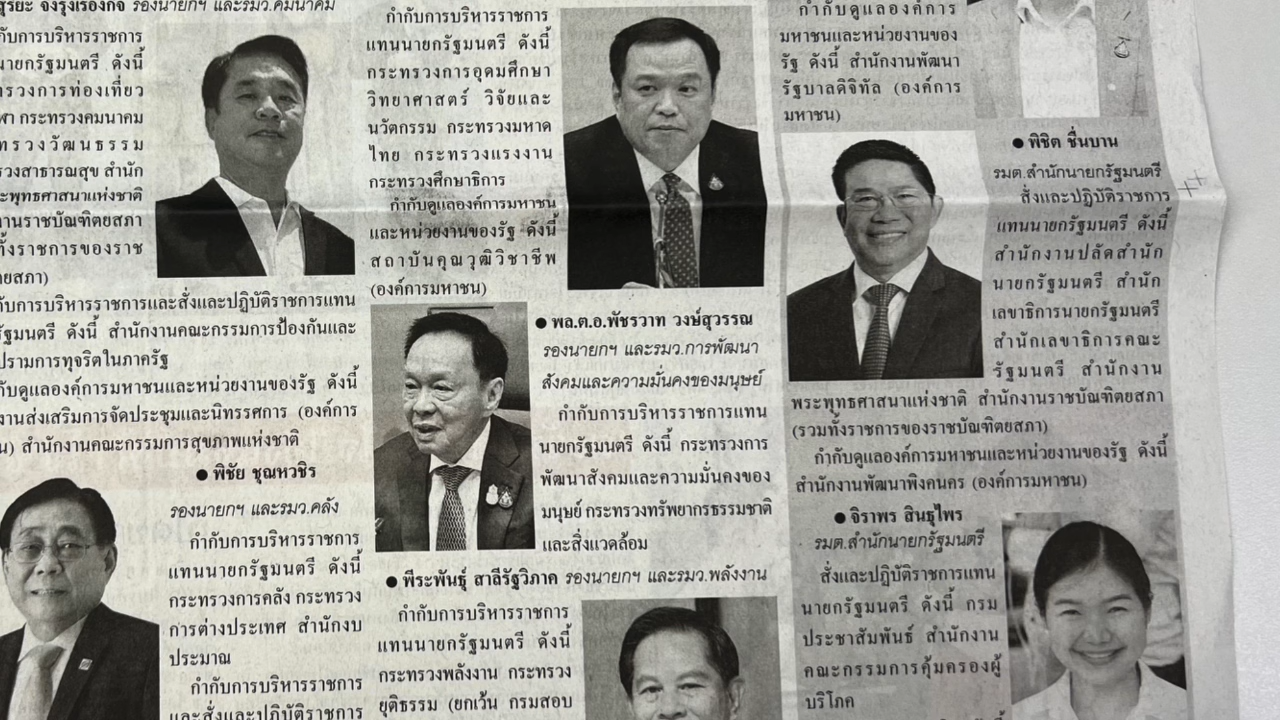 สุริยะ จึงรุ่งเรืองกิจ รองนายกฯ และรมว.คมนาคม
กับการบริหารราชการ
นายกรัฐมนตรี ดังนี้
ทรวงการท่องเที่ยว
ฬา กระทรวงคมนาคม
ทรวงวัฒนธรรม
รวงสาธารณสุข สำนัก
ะพุทธศาสนาแห่งชาติ
านราชบัณฑิตยสภา
ทั้งราชการของราช
ตยสภา)
กับการบริหารราชการและสั่งและปฏิบัติราชการแทน
รัฐมนตรี ดังนี้ สำนักงานคณะกรรมการป้องกันและ
ปรามการทุจริตในภาครัฐ
กับดูแลองค์การมหาชนและหน่วยงานของรัฐ ดังนี้
งานส่งเสริมการจัดประชุมและนิทรรศการ (องค์การ
น) สำนักงานคณะกรรมการสุขภาพแห่งชาติ
● พิชัย ชุณหวชิร
รองนายกฯ และรมว.คลัง
กำกับการบริหารราชการ
แทนนายกรัฐมนตรี ดังนี้
กระทรวงการคลัง กระทรวง
การต่างประเทศ สำนักงบ
ประมาณ
กำกับการบริหารราชการ
และสั่งและปฏิบัติราชการ
กำกับการบริหารราชการ
แทนนายกรัฐมนตรี ดังนี้
กระทรวงการอุดมศึกษา
วิทยาศาสตร์ วิจัยและ
นวัตกรรม กระทรวงมหาด
ไทย กระทรวงแรงงาน
กระทรวงศึกษาธิการ
กำกับดูแลองค์การมหาชน
และหน่วยงานของรัฐ ดังนี้
สถาบันคุณวุฒิวิชาชีพ
(องค์การมหาชน)
● พล.ต.อ.พัชรวาท วงษ์สุวรรณ
รองนายกฯ และรมว.การพัฒนา
สังคมและความมั่นคงของมนุษย์
กำกับการบริหารราชการแทน
นายกรัฐมนตรี ดังนี้ กระทรวงการ
พัฒนาสังคมและความมั่นคงของ
มนุษย์ กระทรวงทรัพยากรธรรมชาติ
และสิ่งแวดล้อม
● พีระพันธุ์ สาลีรัฐวิภาค รองนายกฯ และรมว.พลังงาน
กำกับการบริหารราชการ
แทนนายกรัฐมนตรี ดังนี้
กระทรวงพลังงาน กระทรวง
ยุติธรรม (ยกเว้น กรมสอบ
กำกับดูแลองค์การ
มหาชนและหน่วยงานของ
รัฐ ดังนี้ สำนักงานพัฒนา
รัฐบาลดิจิทัล (องค์การ
มหาชน)
● พิชิต ชื่นบาน
รมต.สำนักนายกรัฐมนตรี
สั่งและปฏิบัติราชการ
แทนนายกรัฐมนตรี ดังนี้
สำนักงานปลัดสำนัก
นายกรัฐมนตรี สำนัก
เลขาธิการนายกรัฐมนตรี
สำนักเลขาธิการคณะ
รัฐมนตรี สำนักงาน
พระพุทธศาสนาแห่งชาติ สำนักงานราชบัณฑิตยสภา
(รวมทั้งราชการของราชบัณฑิตยสภา)
กำกับดูแลองค์การมหาชนและหน่วยงานของรัฐ ดังนี้
สำนักงานพัฒนาพิงคนคร (องค์การมหาชน)
● จิราพร สินธุไพร
รมต.สำนักนายกรัฐมนตรี
สั่งและปฏิบัติราชการแทน
นายกรัฐมนตรี ดังนี้ กรม
ประชาสัมพันธ์ สำนักงาน
คณะกรรมการคุ้มครองผู้
บริโภค